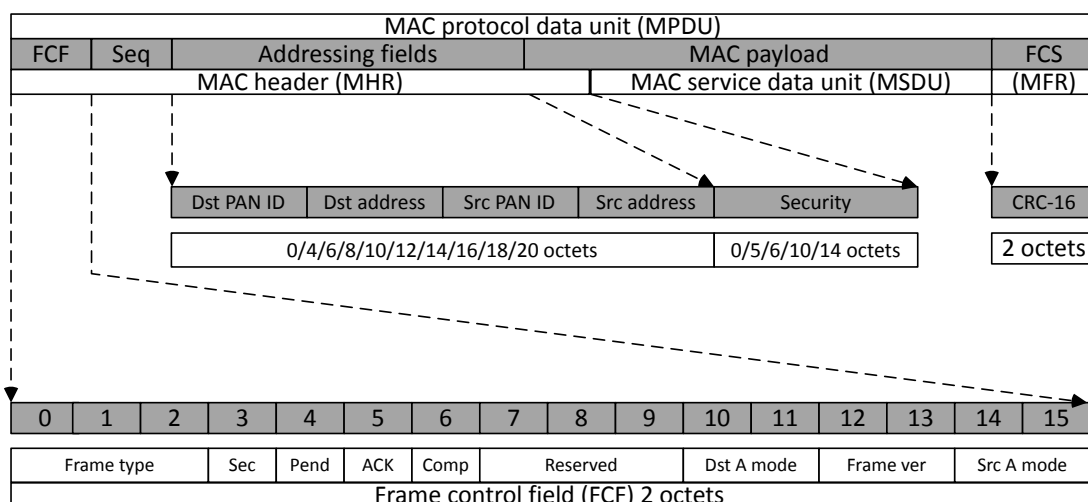 MAC protocol data unit (MPDU)
FCF Seq Addressing fields MAC payload FCS
MAC header (MHR) MAC service data unit (MSDU) (MFR)
Dst PAN ID Dst address Src PAN ID Src address Security CRC-16
0/4/6/8/10/12/14/16/18/20 octets 0/5/6/10/14 octets 2 octets
0 1 2 3 4 5 6 7 8 9 10 11 12 13 14 15
Frame type Sec Pend ACK Comp Reserved Dst A mode Frame ver Src A mode
Frame control field (FCF) 2 octets